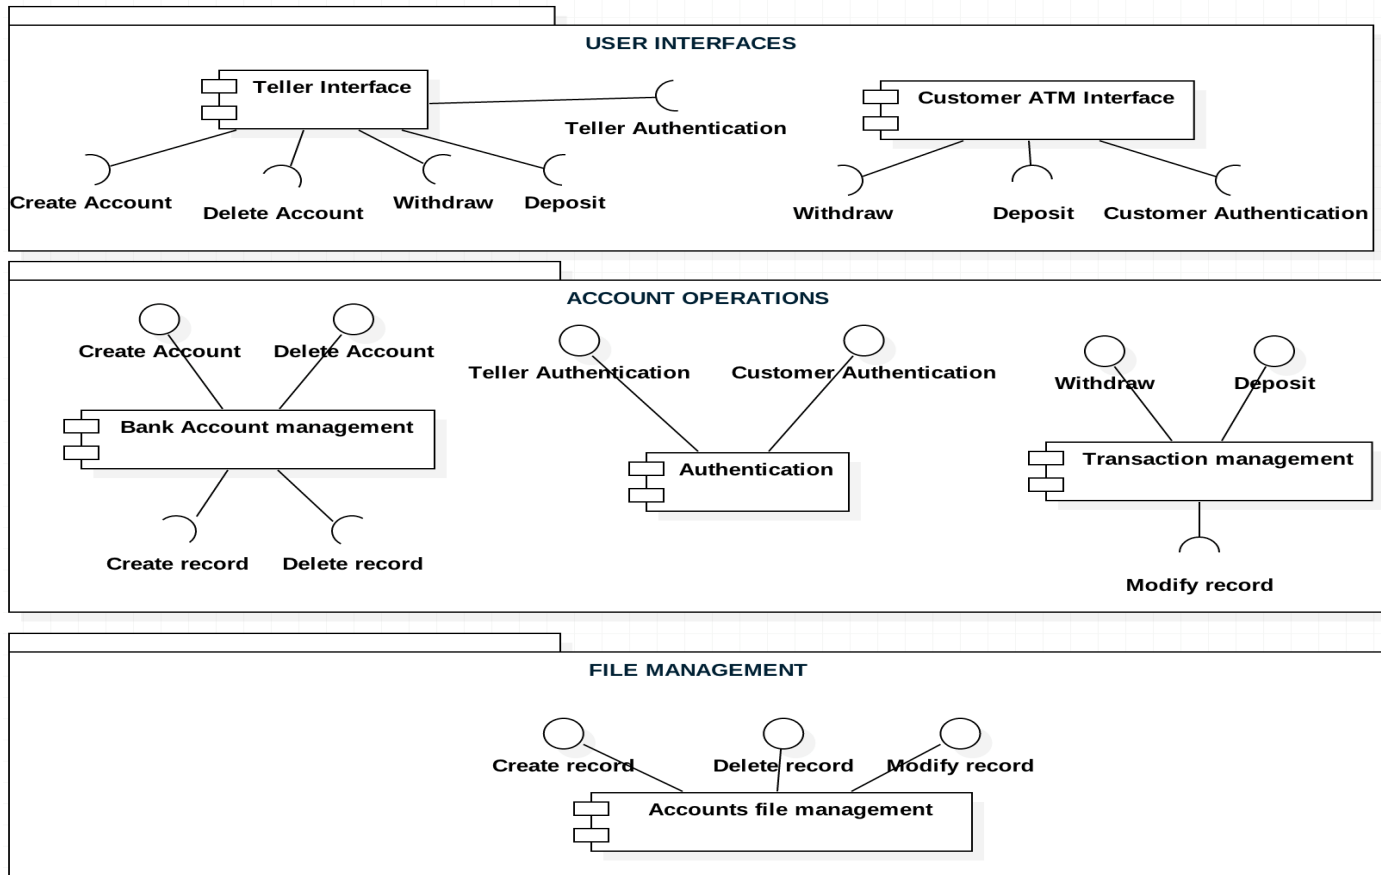 USER INTERFACES
Teller Interface
Customer ATM Interface
Teller Authentication
Create Account
Delete Account
Withdraw
Deposit
Withdraw
Deposit
Customer Authentication
ACCOUNT OPERATIONS
Create Account
Delete Account
Teller Authentication
Customer Authentication
Withdraw
Deposit
Bank Account management
Authentication
Transaction management
Create record
Delete record
Modify record
FILE MANAGEMENT
Create record
Delete record
Modify record
Accounts file management